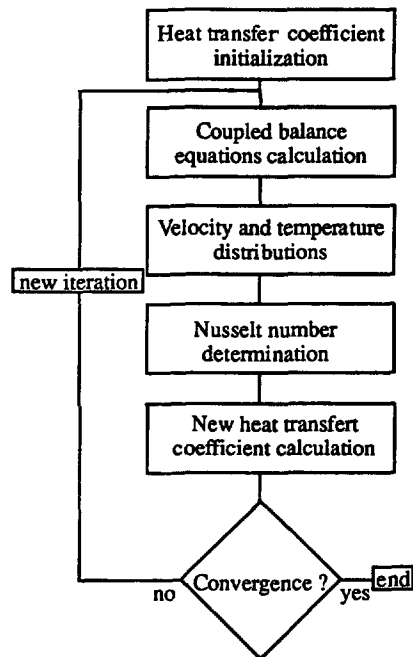 Heat transfer coefficient
initialization
Coupled balance
equations calculation
Velocity and temperature
distributions
new iteration
Nusselt number
determination
New heat transfert
coefficient calculation
Convergence ?
no
yes
end